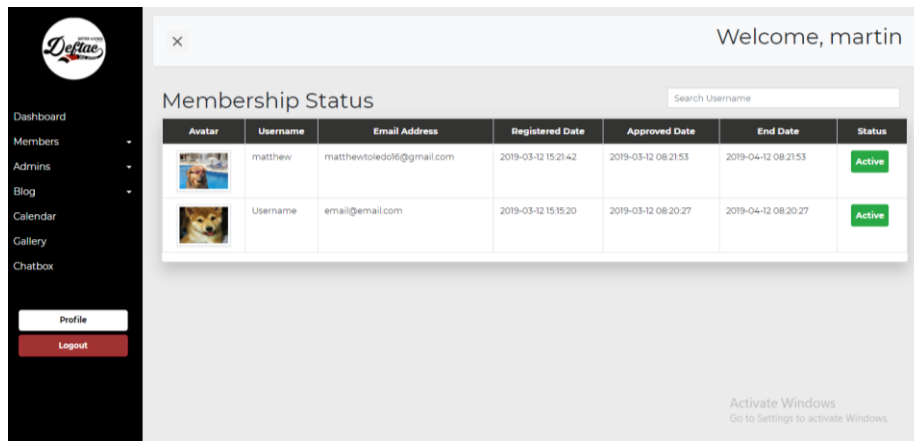 Deftac
Welcome, martin
Dashboard
Members
Admins
Blog
Calendar
Gallery
Chatbox
Profile
Logout
Membership Status
Search Username
Avatar Username Email Address Registered Date Approved Date End Date Status
matthew matthewtoledo16@gmail.com 2019-03-12 15:21:42 2019-03-12 08:21:53 2019-04-12 08:21:53 Active
Username email@email.com 2019-03-12 15:15:20 2019-03-12 08:20:27 2019-04-12 08:20:27 Active
Activate Windows
Go to Settings to activate Windows.